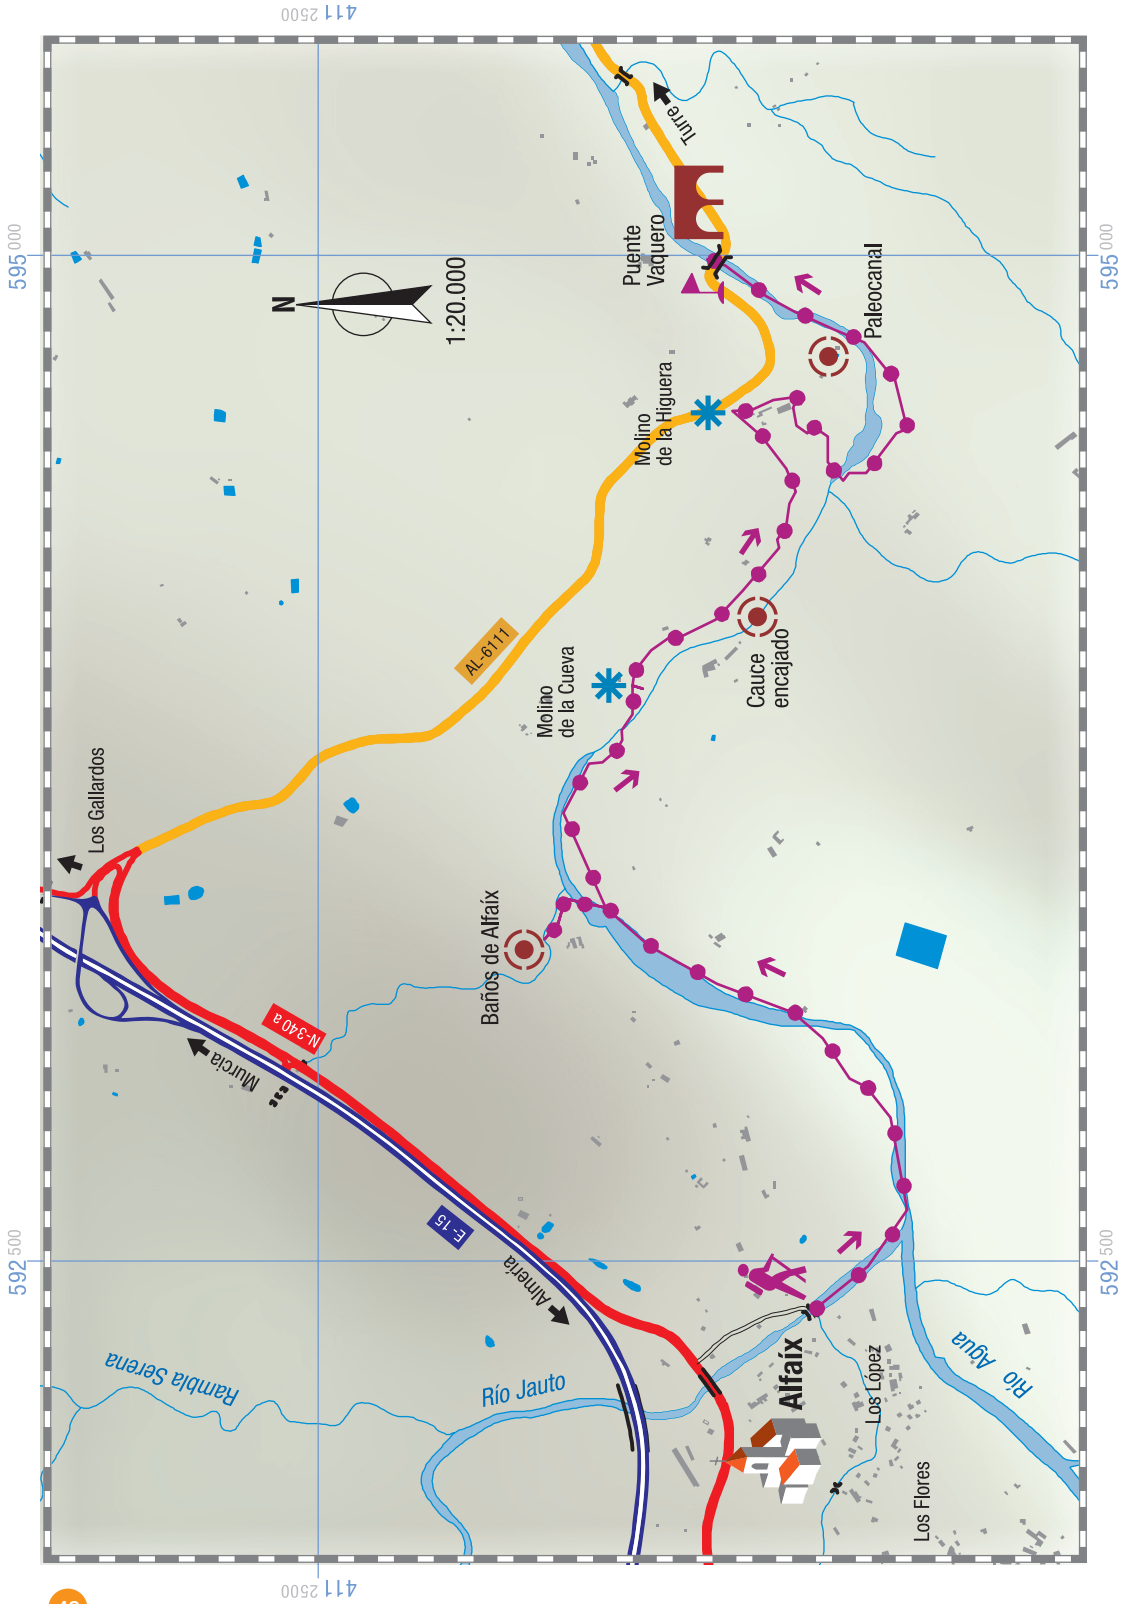 411 2500
595 000
595 000
Turre
Puente
Vaquero
Paleocanal
N
1:20.000
Molino
de la Higuera
AL-6111
Molino
de la Cueva
Cauce
encajado
Los Gallardos
Baños de Alfaíx
N-340 a
Murcia
E-15
Almería
592 500
592 500
Rambla Serena
Río Jauto
Alfaíx
Los López
Río Agua
Los Flores
411 2500